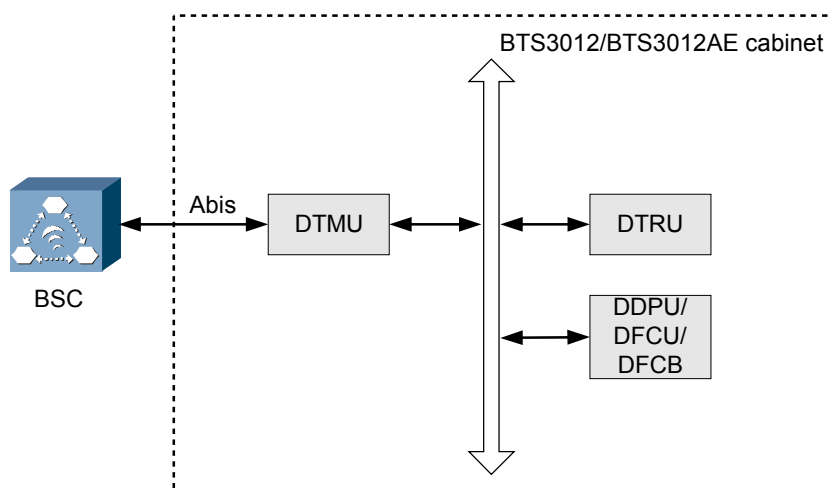 BTS3012/BTS3012AE cabinet
Abis
DTMU
DTRU
BSC
DDPU/
DFCU/
DFCB